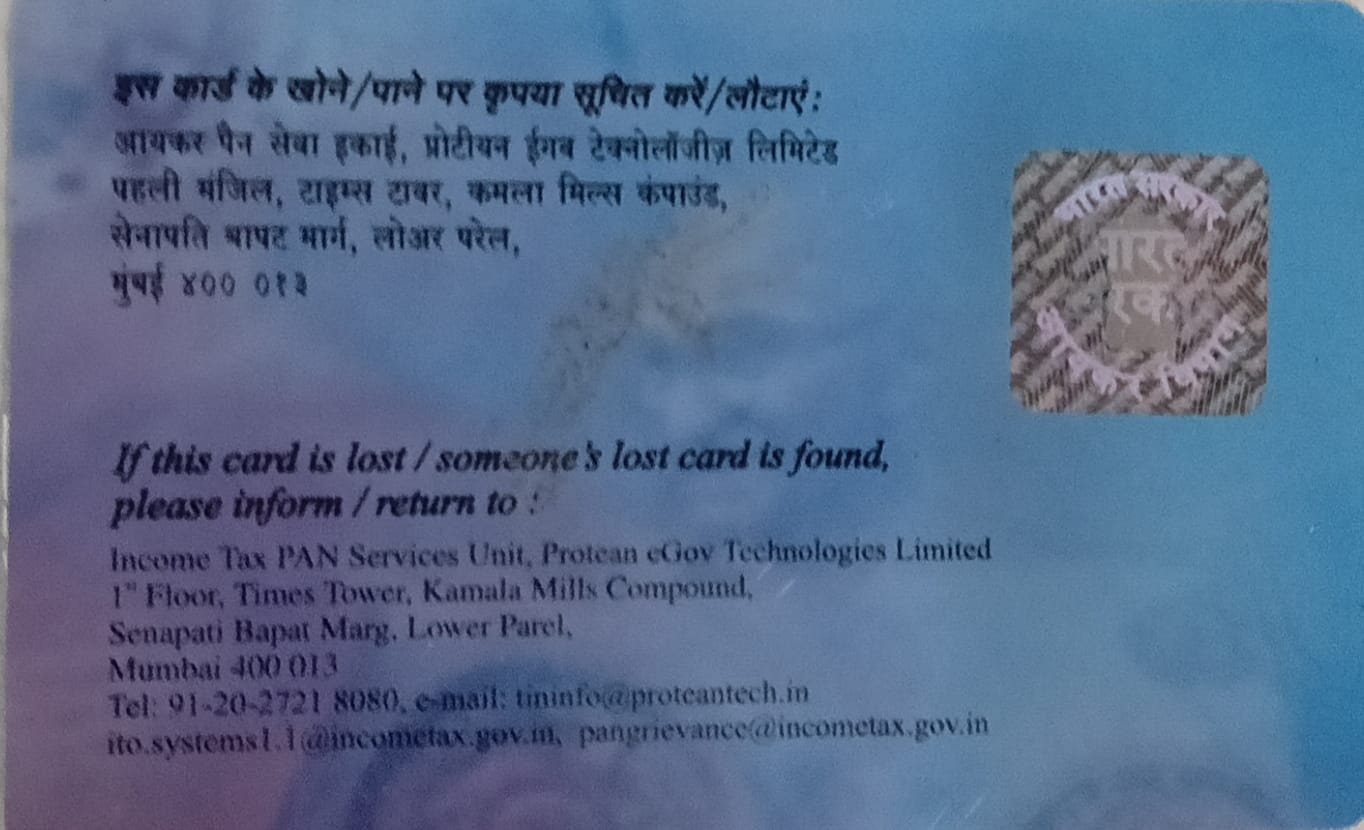 इस कार्ड के खोने/पाने पर कृपया सूचित करें/लौटाएं:
आयकर पैन सेवा इकाई, प्रोटीयन ईगव टेक्नोलॉजीज़ लिमिटेड
पहली मंजिल, टाइम्स टावर, कमला मिल्स कंपाउंड,
सेनापति बापट मार्ग, लोअर परेल,
मुंबई ४०० ०१३
भारत सरकार
आयकर विभाग
If this card is lost / someone's lost card is found,
please inform / return to :
Income Tax PAN Services Unit, Protean eGov Technologies Limited
1st Floor, Times Tower, Kamala Mills Compound,
Senapati Bapat Marg, Lower Parel,
Mumbai 400 013
Tel: 91-20-2721 8080, e-mail: tininfo@proteantech.in
ito.systems1.1@incometax.gov.in, pangrievance@incometax.gov.in